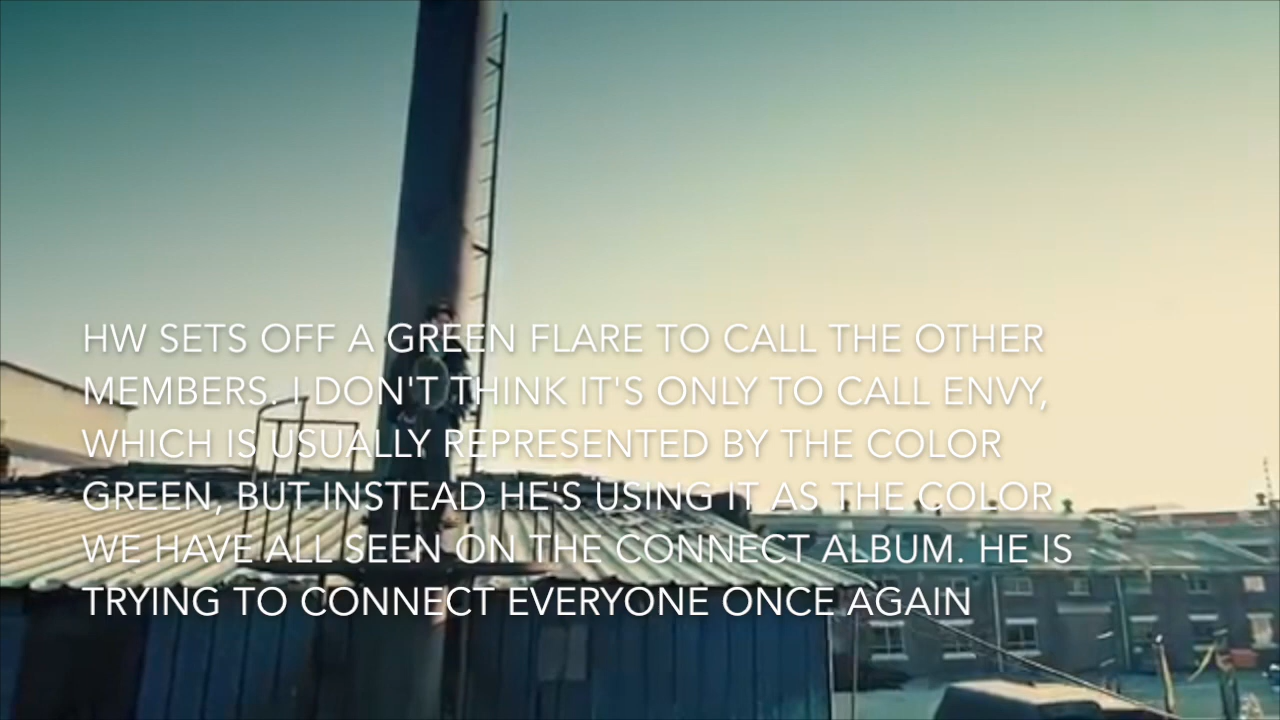 HW SETS OFF A GREEN FLARE TO CALL THE OTHER
MEMBERS. I DON'T THINK IT'S ONLY TO CALL ENVY,
WHICH IS USUALLY REPRESENTED BY THE COLOR
GREEN, BUT INSTEAD HE'S USING IT AS THE COLOR
WE HAVE ALL SEEN ON THE CONNECT ALBUM. HE IS
TRYING TO CONNECT EVERYONE ONCE AGAIN